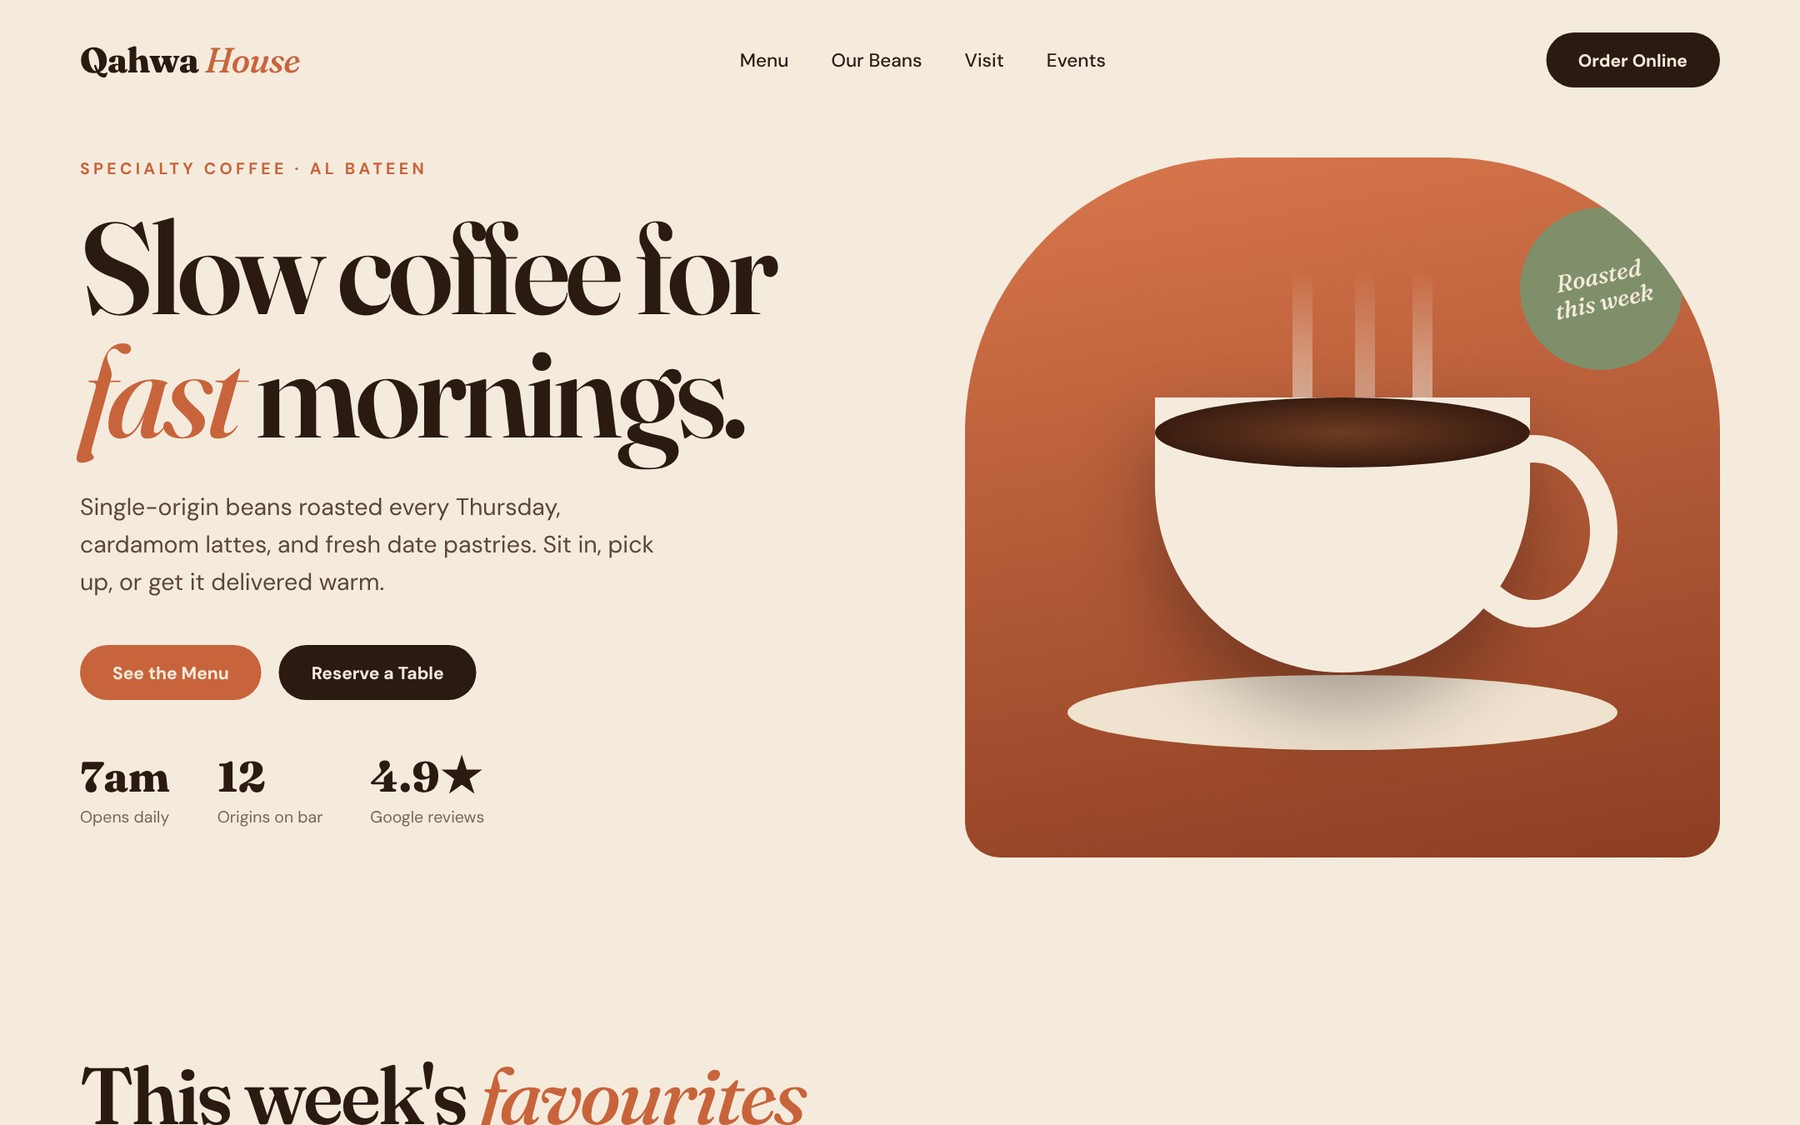 Qahwa House
Menu
Our Beans
Visit
Events
Order Online
SPECIALTY COFFEE · AL BATEEN
Slow coffee for
fast mornings.
Single-origin beans roasted every Thursday,
cardamom lattes, and fresh date pastries. Sit in, pick
up, or get it delivered warm.
See the Menu
Reserve a Table
7am
Opens daily
12
Origins on bar
4.9★
Google reviews
Roasted
this week
This week's favourites